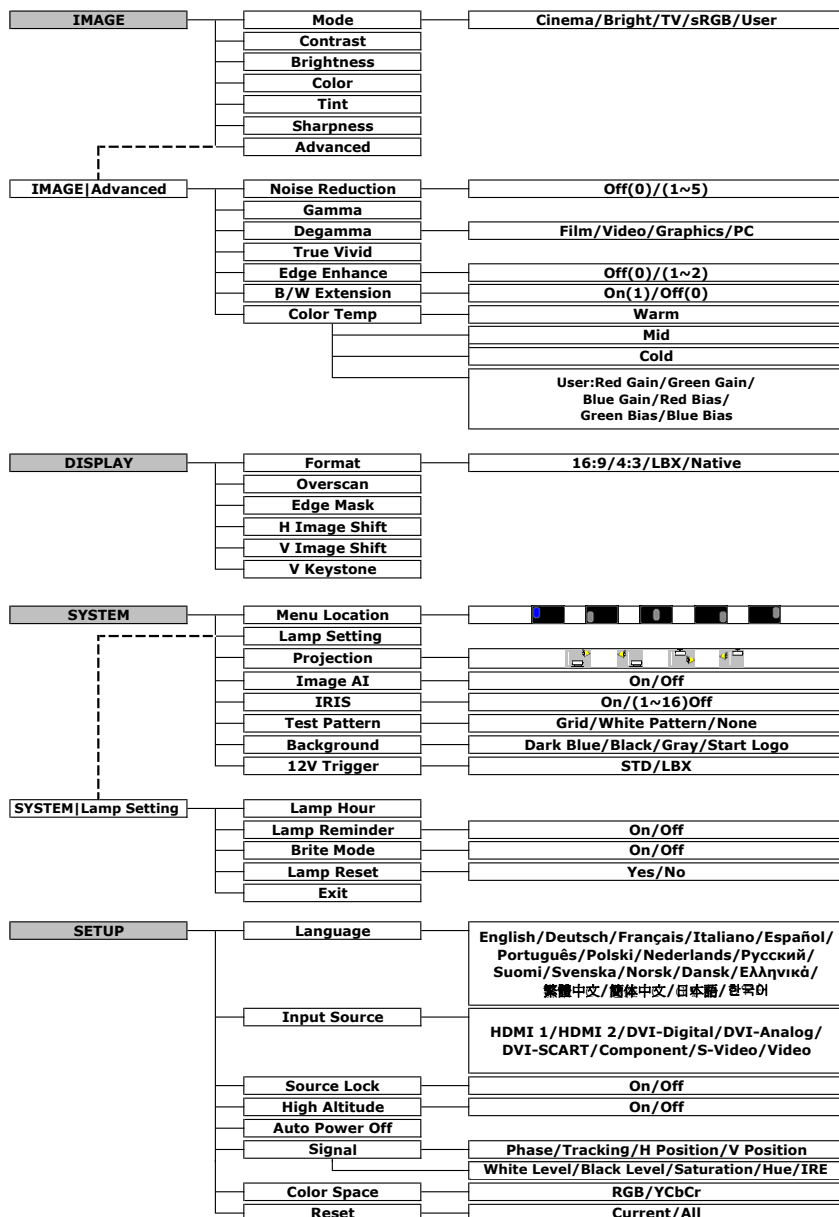 IMAGE
Mode
Cinema/Bright/TV/sRGB/User
Contrast
Brightness
Color
Tint
Sharpness
Advanced
IMAGE|Advanced
Noise Reduction
Off(0)/(1~5)
Gamma
Degamma
Film/Video/Graphics/PC
True Vivid
Edge Enhance
Off(0)/(1~2)
B/W Extension
On(1)/Off(0)
Color Temp
Warm
Mid
Cold
User:Red Gain/Green Gain/
Blue Gain/Red Bias/
Green Bias/Blue Bias
DISPLAY
Format
16:9/4:3/LBX/Native
Overscan
Edge Mask
H Image Shift
V Image Shift
V Keystone
SYSTEM
Menu Location
Lamp Setting
Projection
Image AI
On/Off
IRIS
On/(1~16)Off
Test Pattern
Grid/White Pattern/None
Background
Dark Blue/Black/Gray/Start Logo
12V Trigger
STD/LBX
SYSTEM|Lamp Setting
Lamp Hour
Lamp Reminder
On/Off
Brite Mode
On/Off
Lamp Reset
Yes/No
Exit
SETUP
Language
English/Deutsch/Français/Italiano/Español/
Português/Polski/Nederlands/Русский/
Suomi/Svenska/Norsk/Dansk/Ελληνικά/
繁體中文/簡体中文/日本語/한국어
Input Source
HDMI 1/HDMI 2/DVI-Digital/DVI-Analog/
DVI-SCART/Component/S-Video/Video
Source Lock
On/Off
High Altitude
On/Off
Auto Power Off
Signal
Phase/Tracking/H Position/V Position
White Level/Black Level/Saturation/Hue/IRE
Color Space
RGB/YCbCr
Reset
Current/All